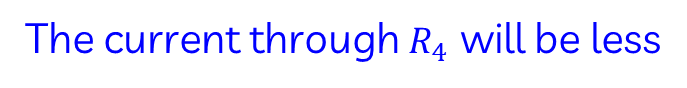 The current through R₄ will be less